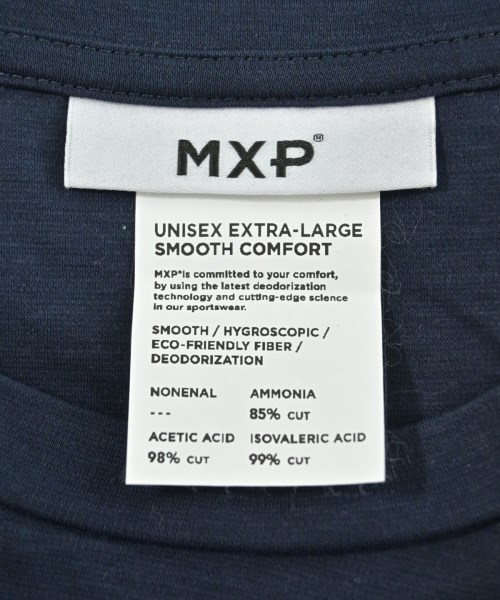 MXP
UNISEX EXTRA-LARGE
SMOOTH COMFORT
MXP®is committed to your comfort,
by using the latest deodorization
technology and cutting-edge science
in our sportswear.
SMOOTH / HYGROSCOPIC /
ECO-FRIENDLY FIBER /
DEODORIZATION
NONENAL AMMONIA
--- 85% CUT
ACETIC ACID ISOVALERIC ACID
98% CUT 99% CUT